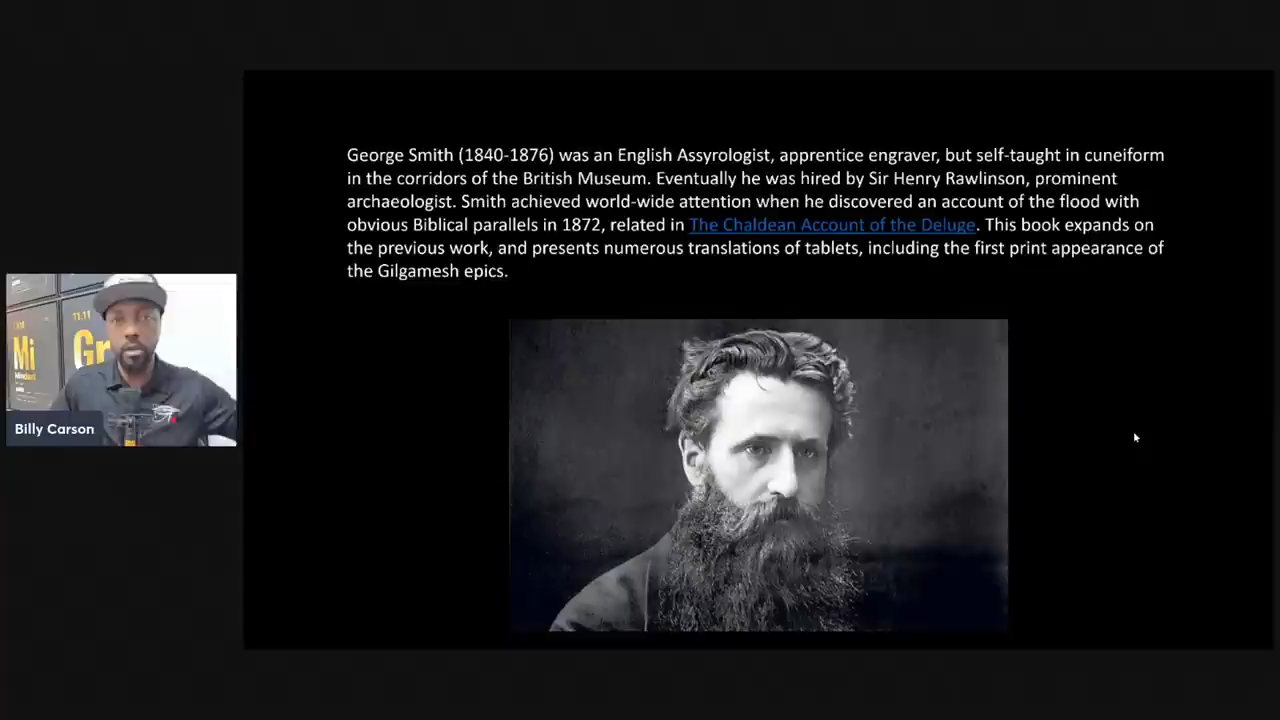 George Smith (1840-1876) was an English Assyrologist, apprentice engraver, but self-taught in cuneiform
in the corridors of the British Museum. Eventually he was hired by Sir Henry Rawlinson, prominent
archaeologist. Smith achieved world-wide attention when he discovered an account of the flood with
obvious Biblical parallels in 1872, related in The Chaldean Account of the Deluge. This book expands on
the previous work, and presents numerous translations of tablets, including the first print appearance of
the Gilgamesh epics.
11.11
Mi
Gr
Billy Carson